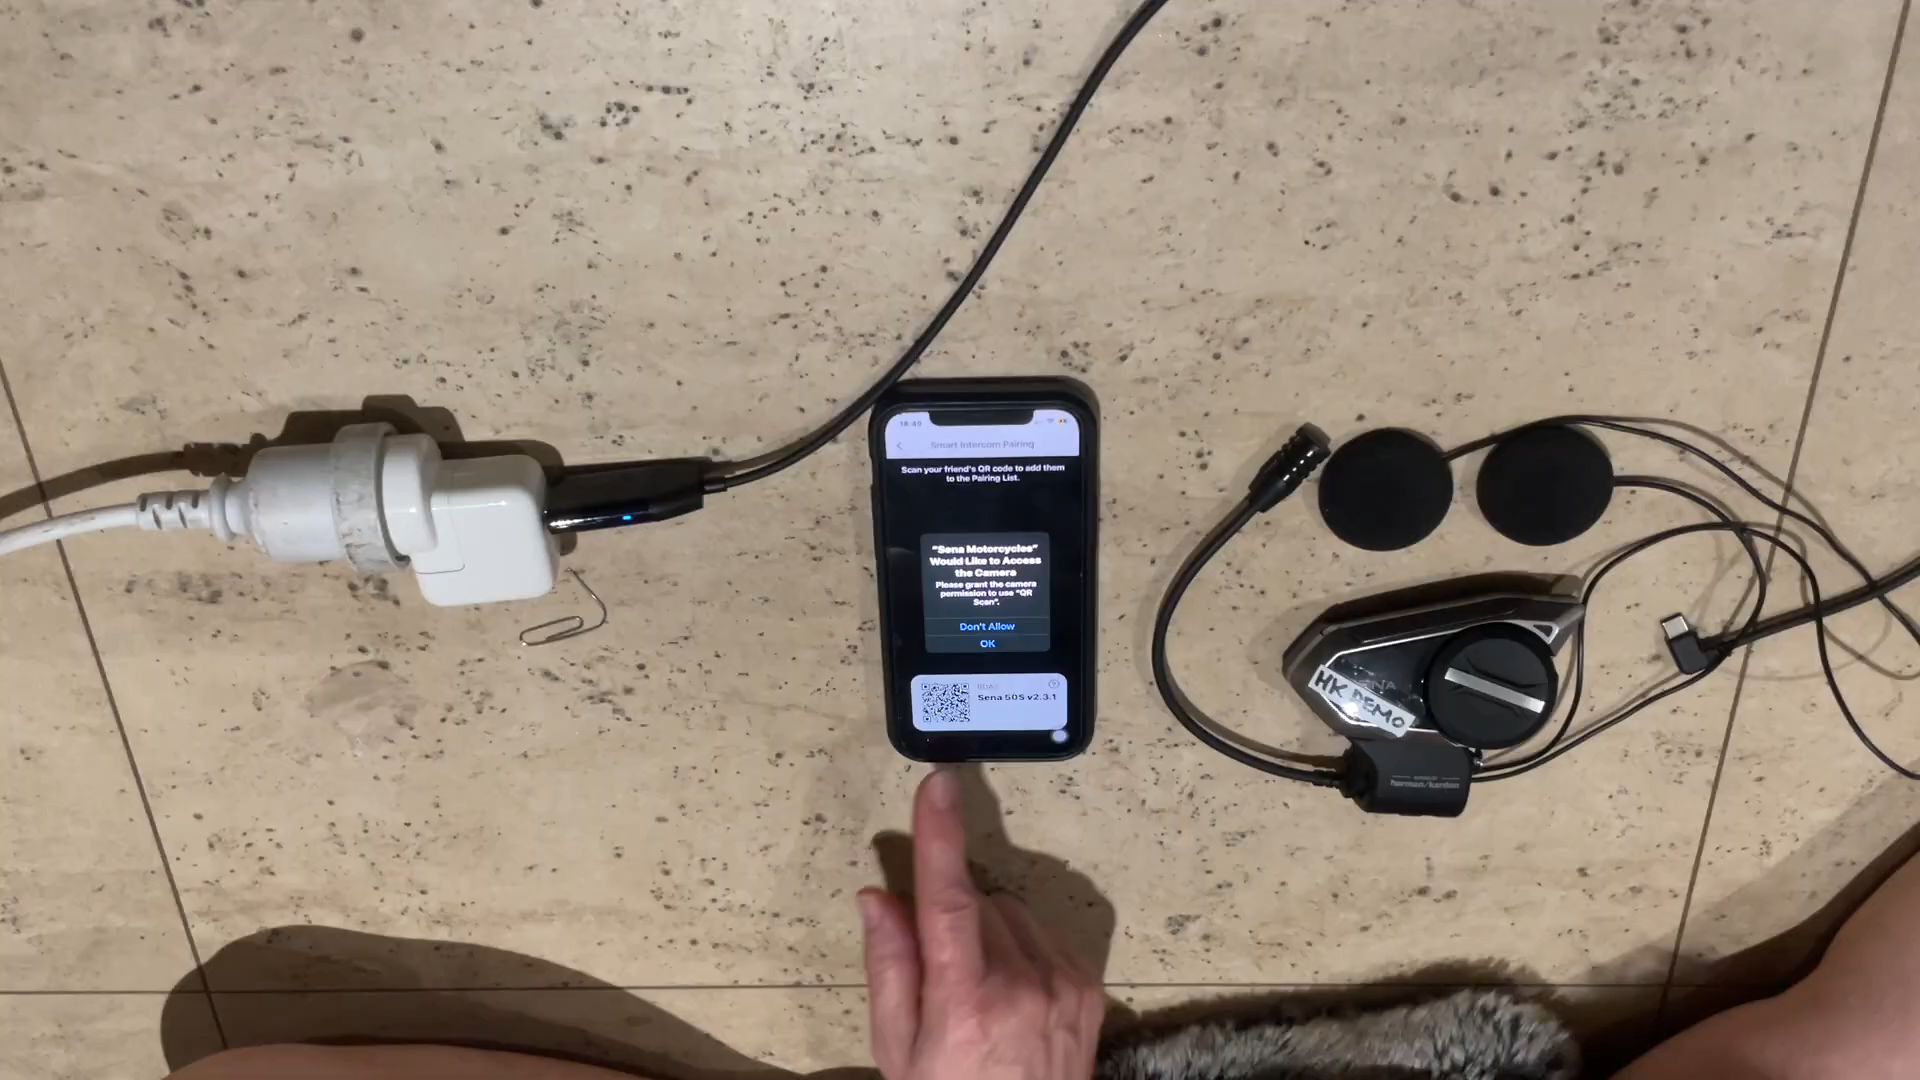 18:49
Smart Intercom Pairing
Scan your friend's QR code to add them
to the Pairing List.
"Sena Motorcycles"
Would Like to Access
the Camera
Please grant the camera
permission to use "QR
Scan".
Don't Allow
OK
Sena 50S v2.3.1
SENA
HK DEMO
harman/kardon